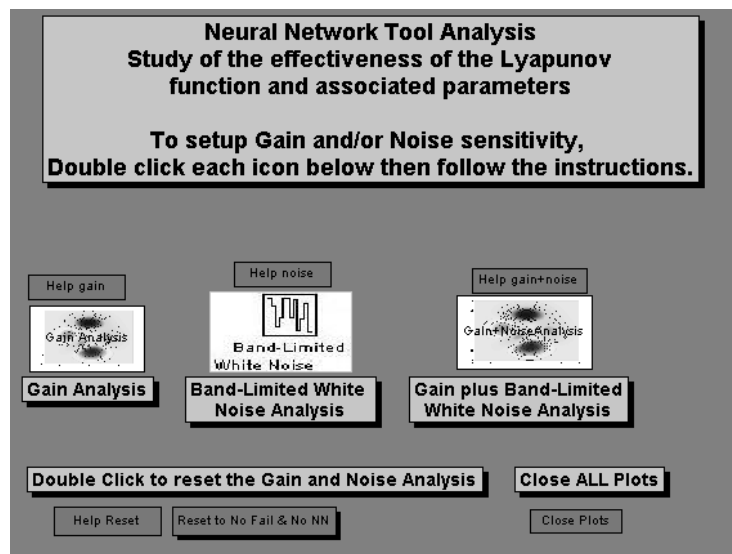 Neural Network Tool Analysis
Study of the effectiveness of the Lyapunov
function and associated parameters
To setup Gain and/or Noise sensitivity,
Double click each icon below then follow the instructions.
Help gain
Help noise
Help gain+noise
Gain Analysis
Band-Limited
White Noise
Gain+NoiseAnalysis
Gain Analysis
Band-Limited White
Noise Analysis
Gain plus Band-Limited
White Noise Analysis
Double Click to reset the Gain and Noise Analysis
Close ALL Plots
Help Reset
Reset to No Fail & No NN
Close Plots